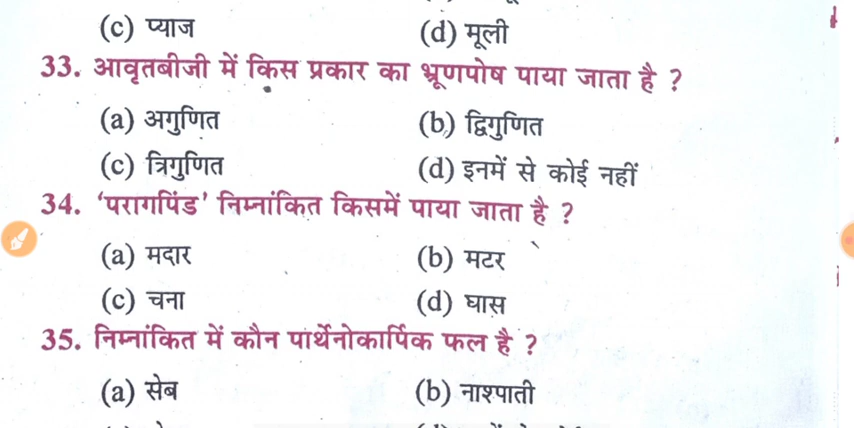 (c) प्याज (d) मूली
33. आवृतबीजी में किस प्रकार का भ्रूणपोष पाया जाता है ?
(a) अगुणित (b) द्विगुणित
(c) त्रिगुणित (d) इनमें से कोई नहीं
34. ‘परागपिंड’ निम्नांकित किसमें पाया जाता है ?
(a) मदार (b) मटर
(c) चना (d) घास
35. निम्नांकित में कौन पार्थेनोकार्पिक फल है ?
(a) सेब (b) नाश्पाती